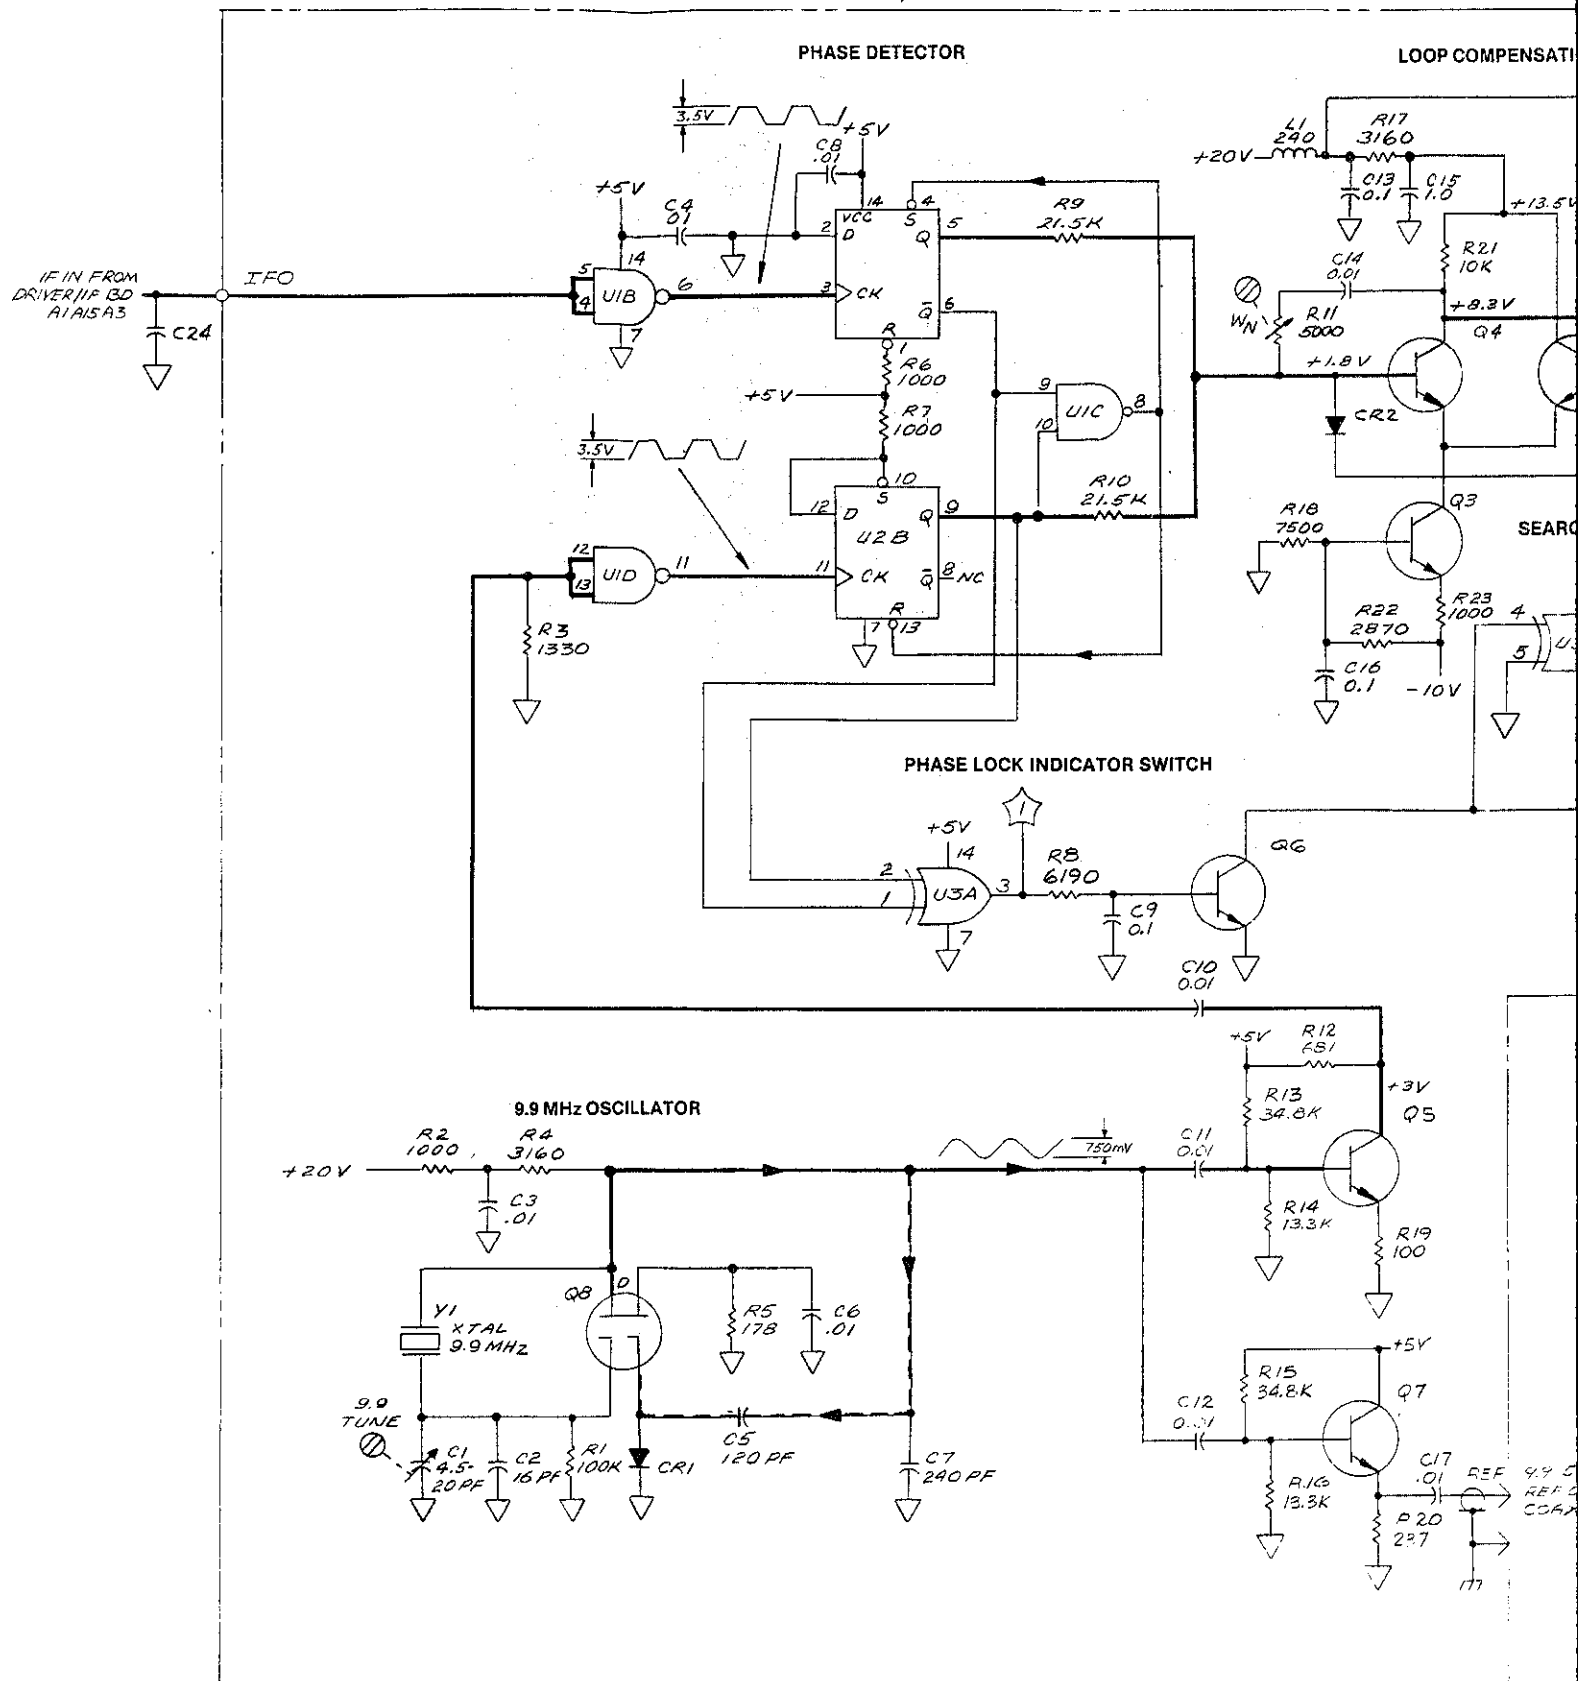 PHASE DETECTOR
LOOP COMPENSATI
3.5V
+5V
C8
.01
L1
240
R17
3160
+20V
C13
0.1
C15
1.0
+13.5V
+5V
C4
.01
14
VCC
4
S
2
D
5
Q
R9
21.5K
R21
10K
C14
0.01
IF IN FROM
DRIVER/IF BD
A1A15A3
IFO
C24
5
4
14
U1B
6
7
3
CK
6
Q̅
R
1
R6
1000
+5V
R7
1000
WN
R11
5000
+8.3V
Q4
+1.8V
CR2
9
10
U1C
8
3.5V
10
S
12
D
9
Q
U2B
R10
21.5K
R18
7500
Q3
SEARC
12
13
U1D
11
11
CK
8
Q̅
NC
R
7
13
R3
1330
R22
2870
R23
1000
C16
0.1
-10V
4
5
PHASE LOCK INDICATOR SWITCH
1
+5V
14
2
1
U3A
3
7
R8
6190
C9
0.1
Q6
C10
0.01
+5V
R12
681
R13
34.8K
+3V
Q5
9.9 MHz OSCILLATOR
+20V
R2
1000
R4
3160
C3
.01
750mV
C11
0.01
R14
13.3K
R19
100
Q8
D
R5
178
C6
.01
Y1
XTAL
9.9MHz
9.9
TUNE
C1
4.5-
20PF
C2
16PF
R1
100K
CR1
C5
120PF
C7
240PF
+5V
R15
34.8K
Q7
C12
0.01
R16
13.3K
C17
.01
REF
R20
237
9.9
REF